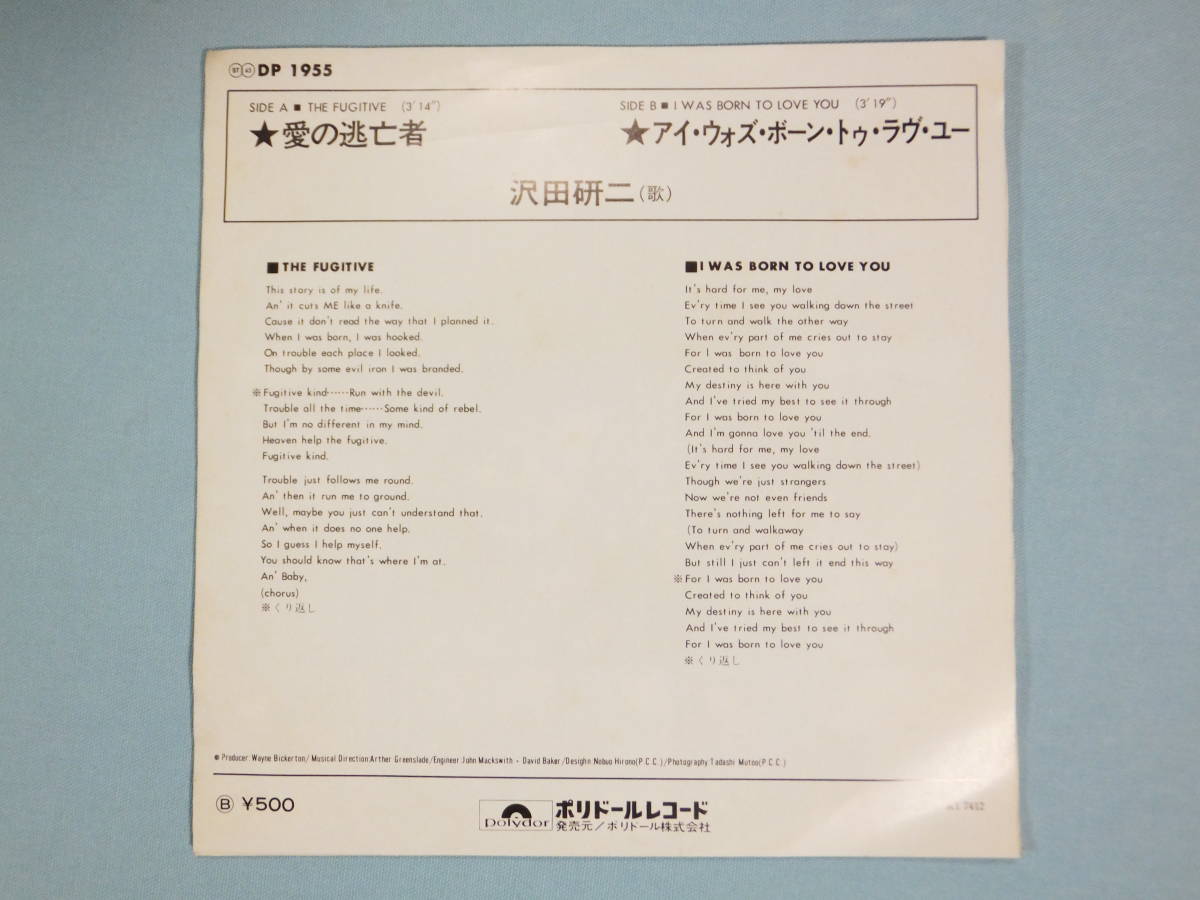 DP 1955
SIDE A ■ THE FUGITIVE (3'14")
★愛の逃亡者
SIDE B ■ I WAS BORN TO LOVE YOU (3'19")
★アイ・ウォズ・ボーン・トゥ・ラヴ・ユー
沢田研二(歌)
■THE FUGITIVE
This story is of my life.
An' it cuts ME like a knife.
Cause it don't read the way that I planned it.
When I was born, I was hooked.
On trouble each place I looked.
Though by some evil iron I was branded.
※Fugitive kind……Run with the devil.
Trouble all the time……Some kind of rebel.
But I'm no different in my mind.
Heaven help the fugitive.
Fugitive kind.
Trouble just follows me round.
An' then it run me to ground.
Well, maybe you just can't understand that.
An' when it does no one help.
So I guess I help myself.
You should know that's where I'm at.
An' Baby,
(chorus)
※くり返し
■I WAS BORN TO LOVE YOU
It's hard for me, my love
Ev'ry time I see you walking down the street
To turn and walk the other way
When ev'ry part of me cries out to stay
For I was born to love you
Created to think of you
My destiny is here with you
And I've tried my best to see it through
For I was born to love you
And I'm gonna love you 'til the end.
(It's hard for me, my love
Ev'ry time I see you walking down the street)
Though we're just strangers
Now we're not even friends
There's nothing left for me to say
(To turn and walkaway
When ev'ry part of me cries out to stay)
But still I just can't left it end this way
※For I was born to love you
Created to think of you
My destiny is here with you
And I've tried my best to see it through
For I was born to love you
※くり返し
Producer: Wayne Bickerton/Musical Direction:Arther Greenslade/Engineer:John Mackswith・David Baker/Desighn:Nobuo Hirono(P.C.C.)/Photography:Tadashi Mutoo(P.C.C.)
Ⓑ ¥500
polydor
ポリドールレコード
発売元/ポリドール株式会社
7412